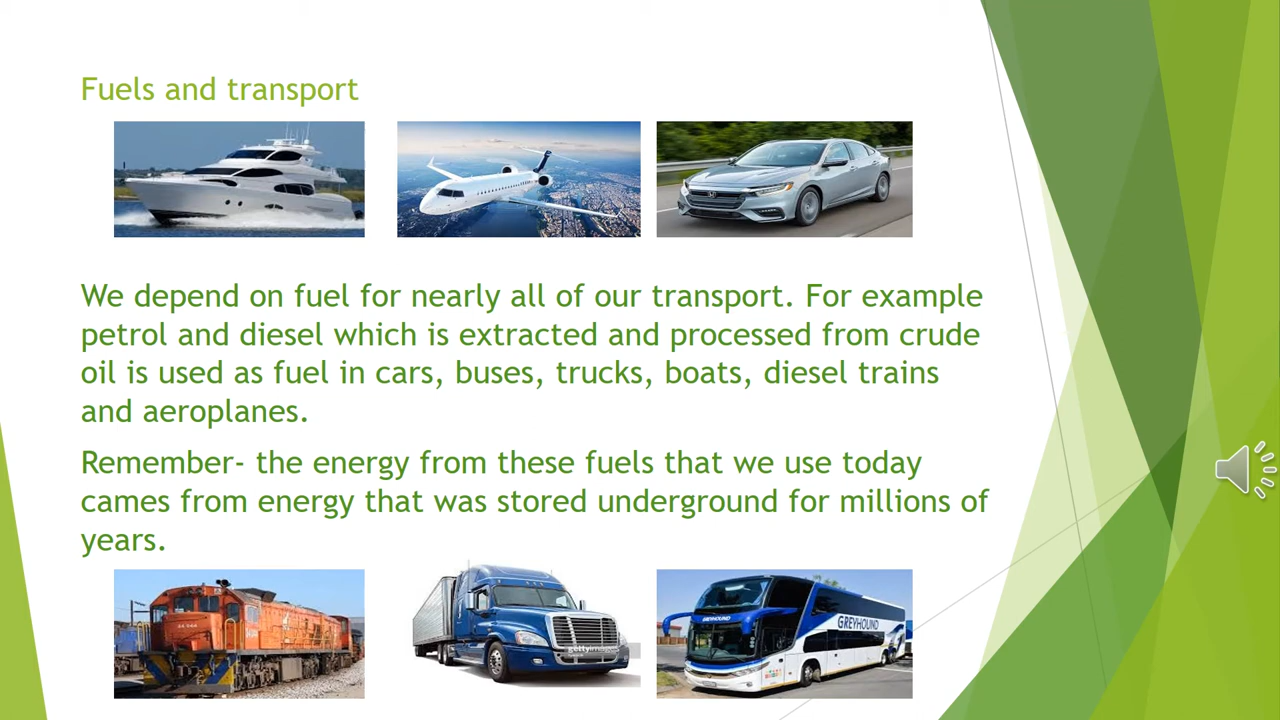 Fuels and transport
We depend on fuel for nearly all of our transport. For example
petrol and diesel which is extracted and processed from crude
oil is used as fuel in cars, buses, trucks, boats, diesel trains
and aeroplanes.
Remember- the energy from these fuels that we use today
cames from energy that was stored underground for millions of
years.
gettyimages
GREYHOUND
GREYHOUND